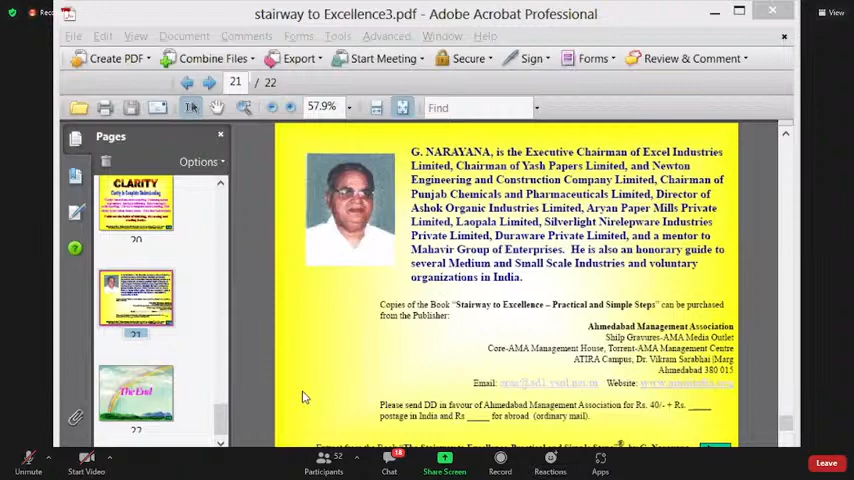 Reco
stairway to Excellence3.pdf - Adobe Acrobat Professional
View
File Edit View Document Comments Forms Tools Advanced Window Help
Create PDF Combine Files Export Start Meeting Secure Sign Forms Review & Comment
21 / 22
57.9% Find
Pages
Options
CLARITY
20
21
The End
22
G. NARAYANA, is the Executive Chairman of Excel Industries
Limited, Chairman of Yash Papers Limited, and Newton
Engineering and Construction Company Limited, Chairman of
Punjab Chemicals and Pharmaceuticals Limited, Director of
Ashok Organic Industries Limited, Aryan Paper Mills Private
Limited, Laopala Limited, Silverlight Nirelepware Industries
Private Limited, Duraware Private Limited, and a mentor to
Mahavir Group of Enterprises. He is also an honorary guide to
several Medium and Small Scale Industries and voluntary
organizations in India.
Copies of the Book "Stairway to Excellence – Practical and Simple Steps" can be purchased
from the Publisher:
Ahmedabad Management Association
Shilp Gravures-AMA Media Outlet
Core-AMA Management House, Torrent-AMA Management Centre
ATIRA Campus, Dr. Vikram Sarabhai Marg
Ahmedabad 380 015
Email: Website:
Please send DD in favour of Ahmedabad Management Association for Rs. 40/- + Rs. _____
postage in India and Rs _____ for abroad (ordinary mail).
Unmute Start Video Participants 52 Chat 18 Share Screen Record Reactions Apps Leave